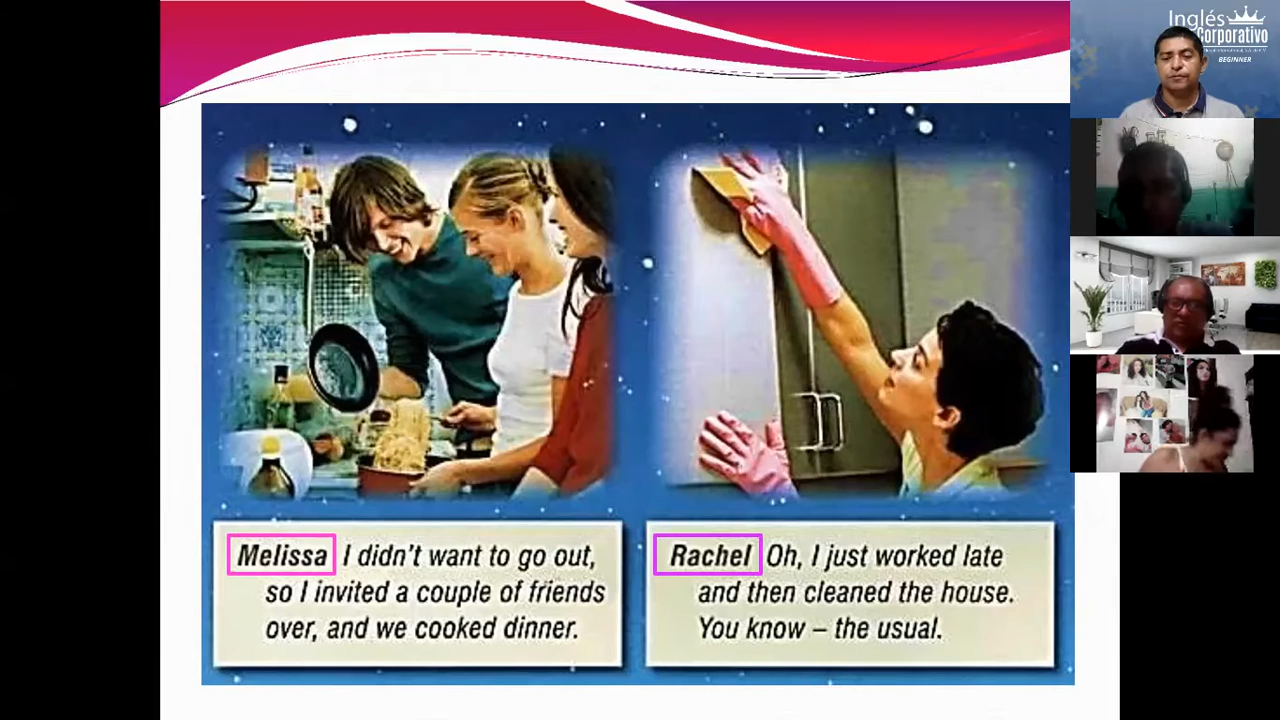 Inglés
Corporativo
BEGINNER
Melissa I didn't want to go out,
so I invited a couple of friends
over, and we cooked dinner.
Rachel Oh, I just worked late
and then cleaned the house.
You know – the usual.